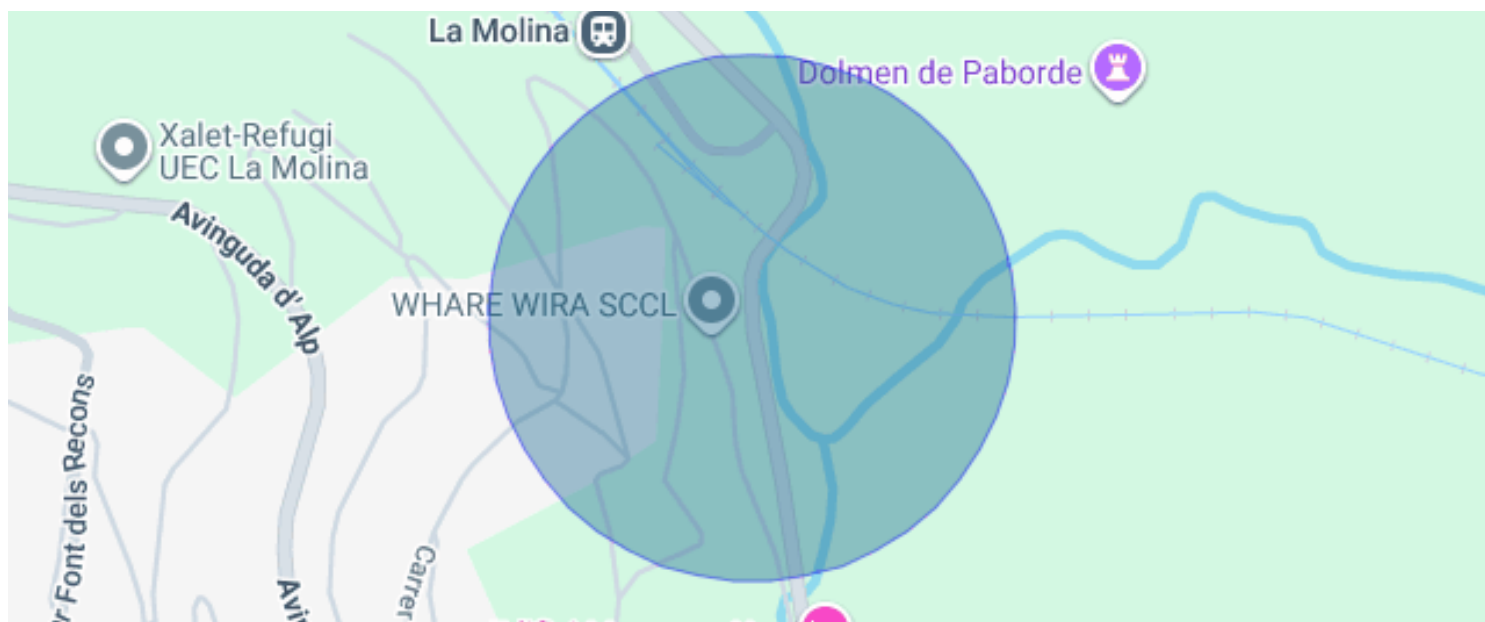 La Molina
Dolmen de Paborde
Xalet-Refugi
UEC La Molina
Avinguda d'Alp
WHARE WIRA SCCL
r Font dels Recons
Carrer
Avi